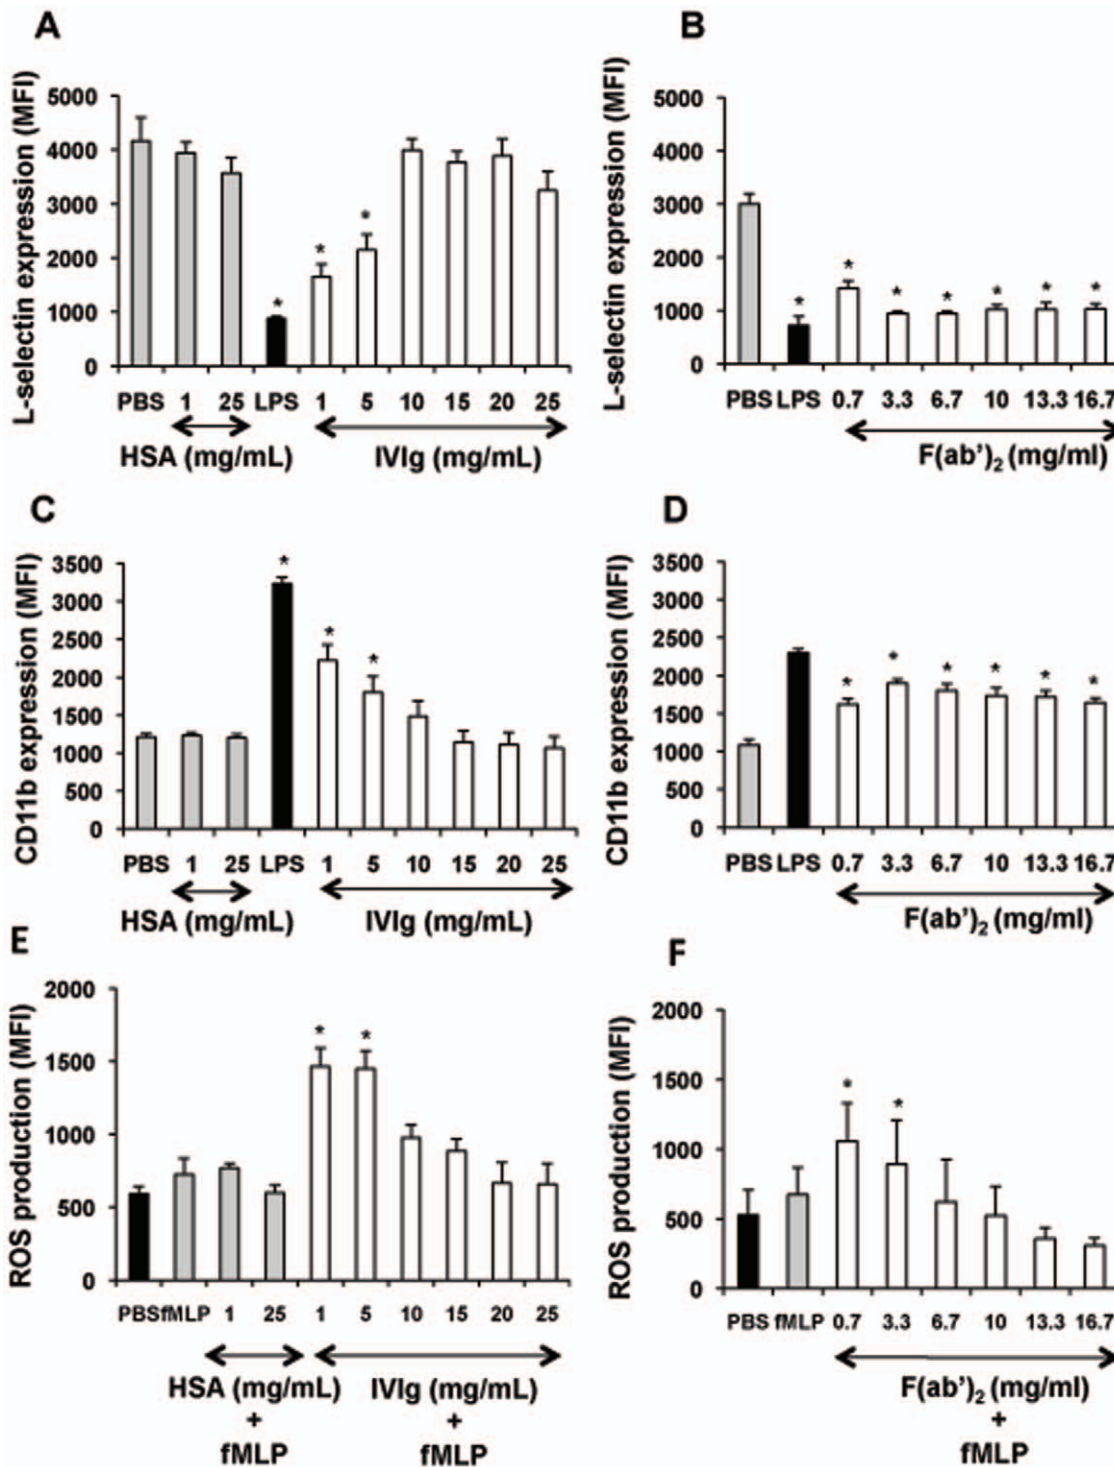 A
L-selectin expression (MFI)
5000
4000
3000
2000
1000
0
* * *
PBS 1 25 LPS 1 5 10 15 20 25
HSA (mg/mL) IVIg (mg/mL)
B
L-selectin expression (MFI)
5000
4000
3000
2000
1000
0
* * * * * * *
PBS LPS 0.7 3.3 6.7 10 13.3 16.7
F(ab')2 (mg/ml)
C
CD11b expression (MFI)
3500
3000
2500
2000
1500
1000
500
0
* * *
PBS 1 25 LPS 1 5 10 15 20 25
HSA (mg/mL) IVIg (mg/mL)
D
CD11b expression (MFI)
3500
3000
2500
2000
1500
1000
500
0
* * * * * *
PBS LPS 0.7 3.3 6.7 10 13.3 16.7
F(ab')2 (mg/ml)
E
ROS production (MFI)
2000
1500
1000
500
0
* *
PBS fMLP 1 25 1 5 10 15 20 25
HSA (mg/mL) IVIg (mg/mL)
+ +
fMLP fMLP
F
ROS production (MFI)
2000
1500
1000
500
0
* *
PBS fMLP 0.7 3.3 6.7 10 13.3 16.7
F(ab')2 (mg/ml)
+
fMLP